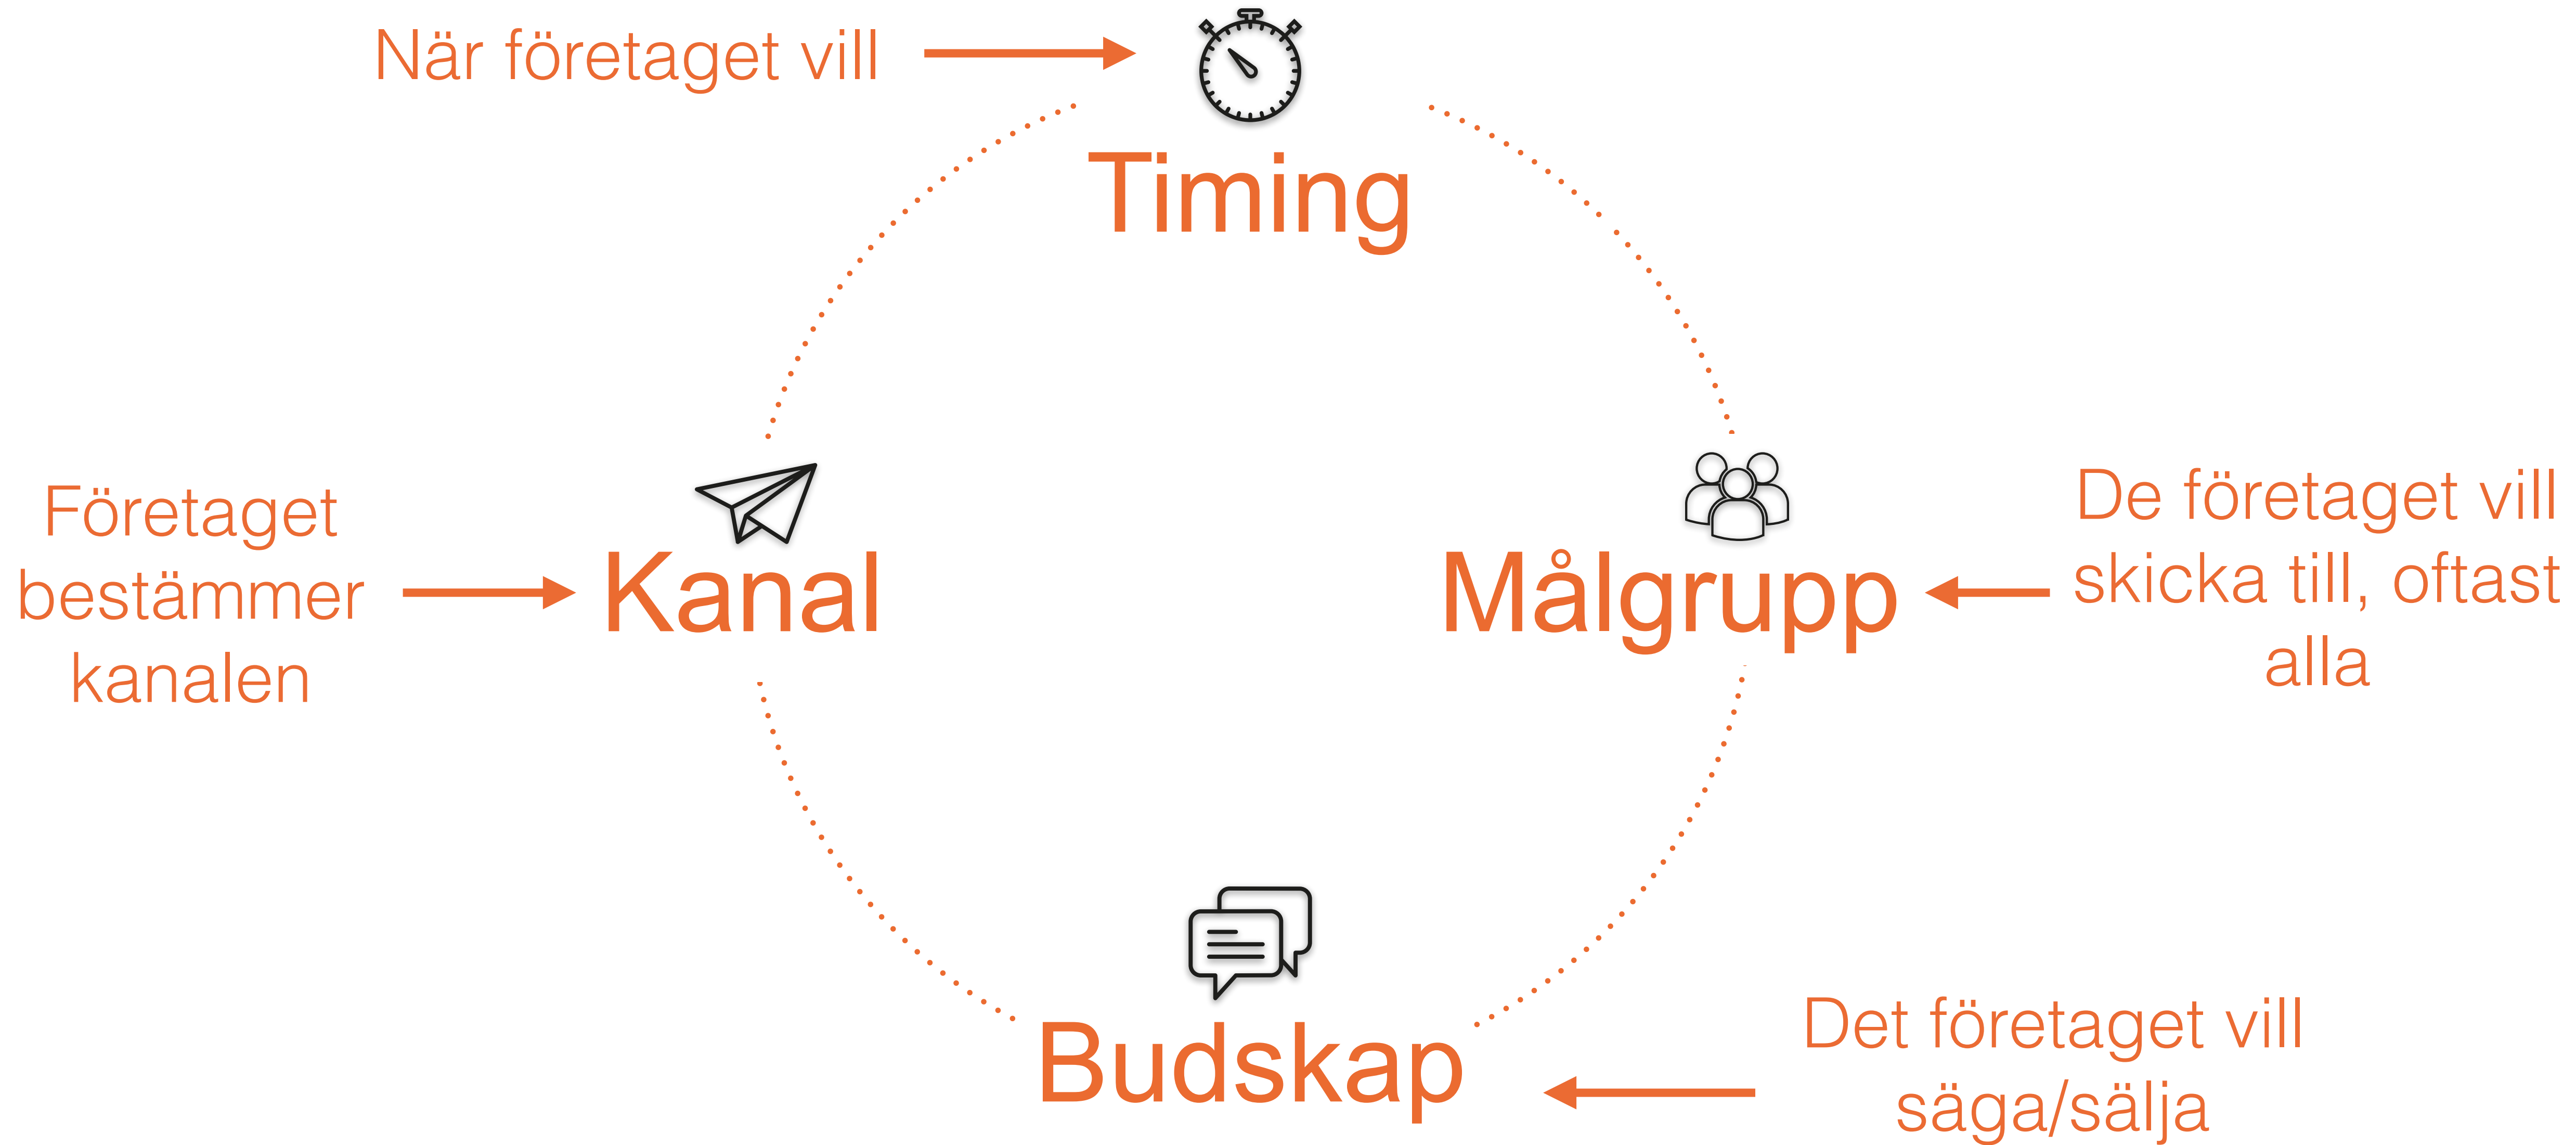 När företaget vill
Timing
Företaget
bestämmer
kanalen
Kanal
Målgrupp
De företaget vill
skicka till, oftast
alla
Budskap
Det företaget vill
säga/sälja